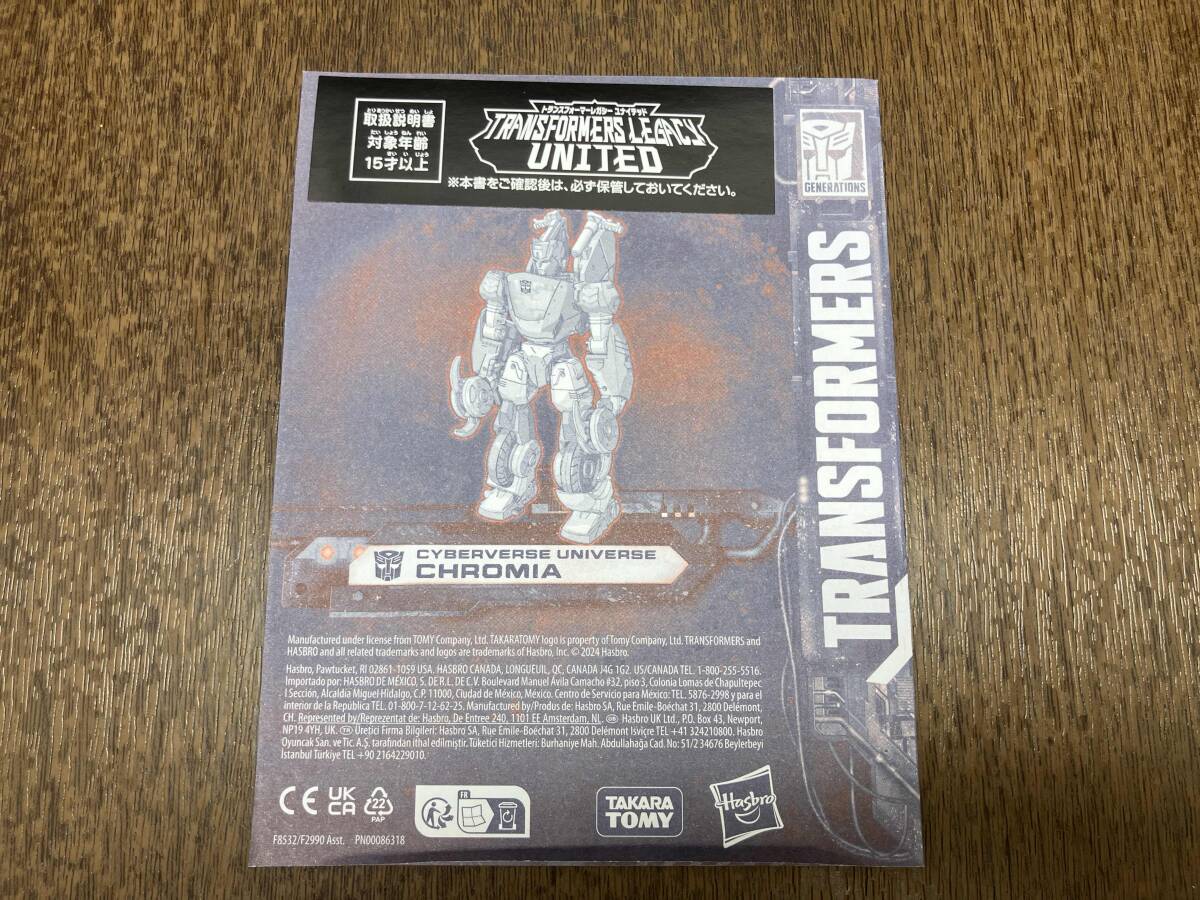 とりあつかいせつめいしょ
取扱説明書
たいしょうねんれい
対象年齢
さいいじょう
15才以上
トランスフォーマーレガシー ユナイテッド
TRANSFORMERS LEGACY
UNITED
※本書をご確認後は、必ず保管しておいてください。
GENERATIONS
TRANSFORMERS
CYBERVERSE UNIVERSE
CHROMIA
Manufactured under license from TOMY Company, Ltd. TAKARATOMY logo is property of Tomy Company, Ltd. TRANSFORMERS and
HASBRO and all related trademarks and logos are trademarks of Hasbro, Inc. © 2024 Hasbro.
Hasbro, Pawtucket, RI 02861-1059 USA. HASBRO CANADA, LONGUEUIL, QC, CANADA J4G 1G2. US/CANADA TEL. 1-800-255-5516.
Importado por: HASBRO DE MÉXICO, S. DE R.L. DE C.V. Boulevard Manuel Ávila Camacho #32, piso 3, Colonia Lomas de Chapultepec
I Sección, Alcaldía Miguel Hidalgo, C.P. 11000, Ciudad de México, México. Centro de Servicio para México: TEL. 5876-2998 y para el
interior de la República TEL. 01-800-7-12-62-25. Manufactured by/Produs de: Hasbro SA, Rue Emile-Boéchat 31, 2800 Delémont,
CH. Represented by/Reprezentat de: Hasbro, De Entree 240, 1101 EE Amsterdam, NL. GB Hasbro UK Ltd., P.O. Box 43, Newport,
NP19 4YH, UK. TR Üretici Firma Bilgileri: Hasbro SA, Rue Emile-Boéchat 31, 2800 Delémont İsviçre TEL +41 324210800. Hasbro
Oyuncak San. ve Tic. A.Ş. tarafından ithal edilmiştir. Tüketici Hizmetleri: Burhaniye Mah. Abdullahağa Cad. No: 51/2 34676 Beylerbeyi
İstanbul Türkiye TEL +90 2164229010.
CE
UK
CA
22
PAP
FR
TAKARA
TOMY
Hasbro
F8532/F2990 Asst. PN00086318